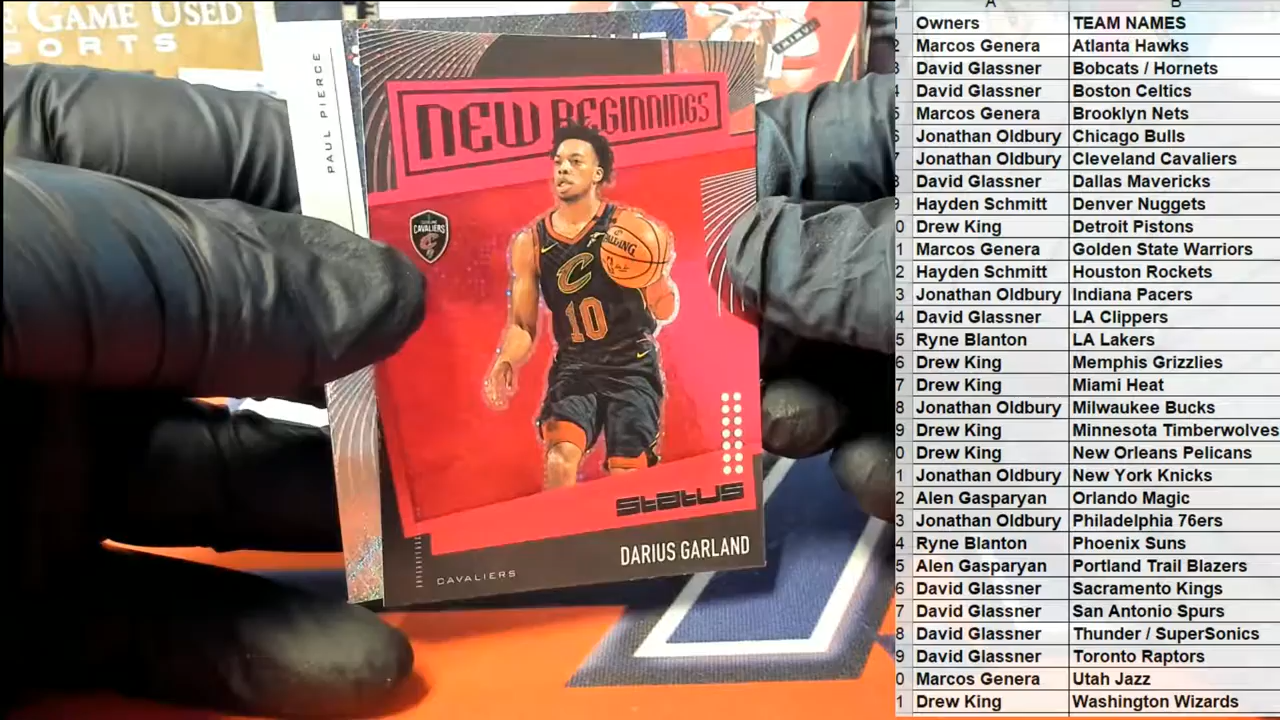 E GAME USED
PORTS
PAUL PIERCE
NEW BEGINNINGS
CAVALIERS
C
10
SPALDING
status
DARIUS GARLAND
CAVALIERS
A B
Owners TEAM NAMES
Marcos Genera Atlanta Hawks
David Glassner Bobcats / Hornets
David Glassner Boston Celtics
Marcos Genera Brooklyn Nets
Jonathan Oldbury Chicago Bulls
Jonathan Oldbury Cleveland Cavaliers
David Glassner Dallas Mavericks
Hayden Schmitt Denver Nuggets
Drew King Detroit Pistons
Marcos Genera Golden State Warriors
Hayden Schmitt Houston Rockets
Jonathan Oldbury Indiana Pacers
David Glassner LA Clippers
Ryne Blanton LA Lakers
Drew King Memphis Grizzlies
Drew King Miami Heat
Jonathan Oldbury Milwaukee Bucks
Drew King Minnesota Timberwolves
Drew King New Orleans Pelicans
Jonathan Oldbury New York Knicks
Alen Gasparyan Orlando Magic
Jonathan Oldbury Philadelphia 76ers
Ryne Blanton Phoenix Suns
Alen Gasparyan Portland Trail Blazers
David Glassner Sacramento Kings
David Glassner San Antonio Spurs
David Glassner Thunder / SuperSonics
David Glassner Toronto Raptors
Marcos Genera Utah Jazz
Drew King Washington Wizards